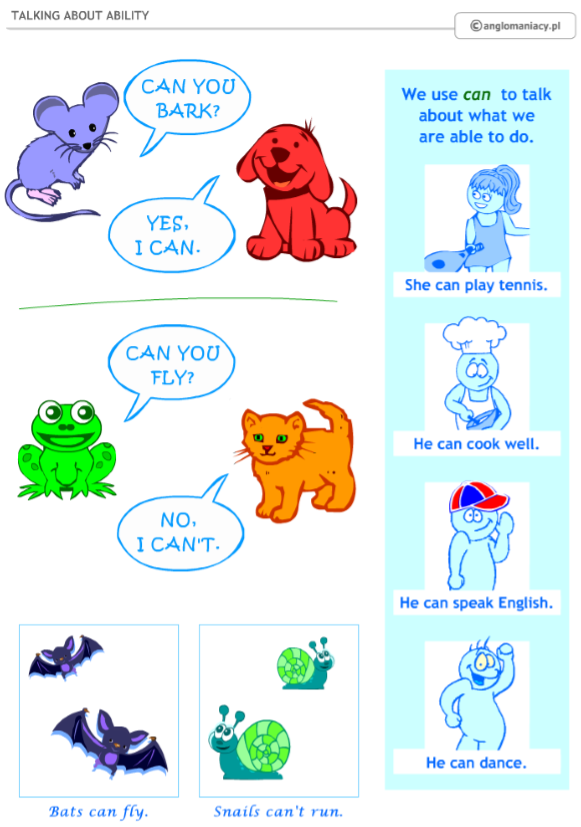 TALKING ABOUT ABILITY
©anglomaniacy.pl
CAN YOU
BARK?
YES,
I CAN.
CAN YOU
FLY?
NO,
I CAN'T.
Bats can fly.
Snails can't run.
We use can to talk
about what we
are able to do.
She can play tennis.
He can cook well.
He can speak English.
He can dance.